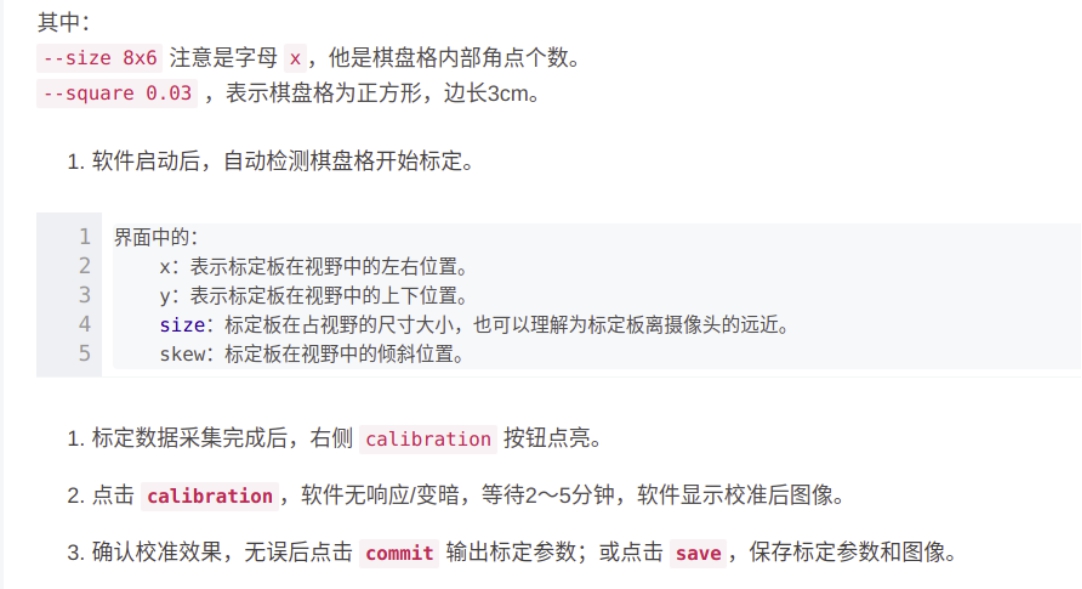 其中：
--size 8x6 注意是字母 x，他是棋盘格内部角点个数。
--square 0.03 ，表示棋盘格为正方形，边长3cm。
1. 软件启动后，自动检测棋盘格开始标定。
1 界面中的：
2 x：表示标定板在视野中的左右位置。
3 y：表示标定板在视野中的上下位置。
4 size：标定板在占视野的尺寸大小，也可以理解为标定板离摄像头的远近。
5 skew：标定板在视野中的倾斜位置。
1. 标定数据采集完成后，右侧 calibration 按钮点亮。
2. 点击 calibration，软件无响应/变暗，等待2～5分钟，软件显示校准后图像。
3. 确认校准效果，无误后点击 commit 输出标定参数；或点击 save，保存标定参数和图像。